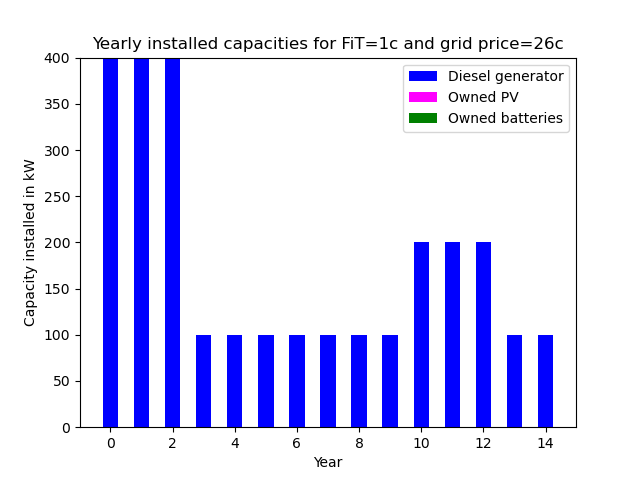 Yearly installed capacities for FiT=1c and grid price=26c
Capacity installed in kW
400
350
300
250
200
150
100
50
0
Diesel generator
Owned PV
Owned batteries
0 2 4 6 8 10 12 14
Year